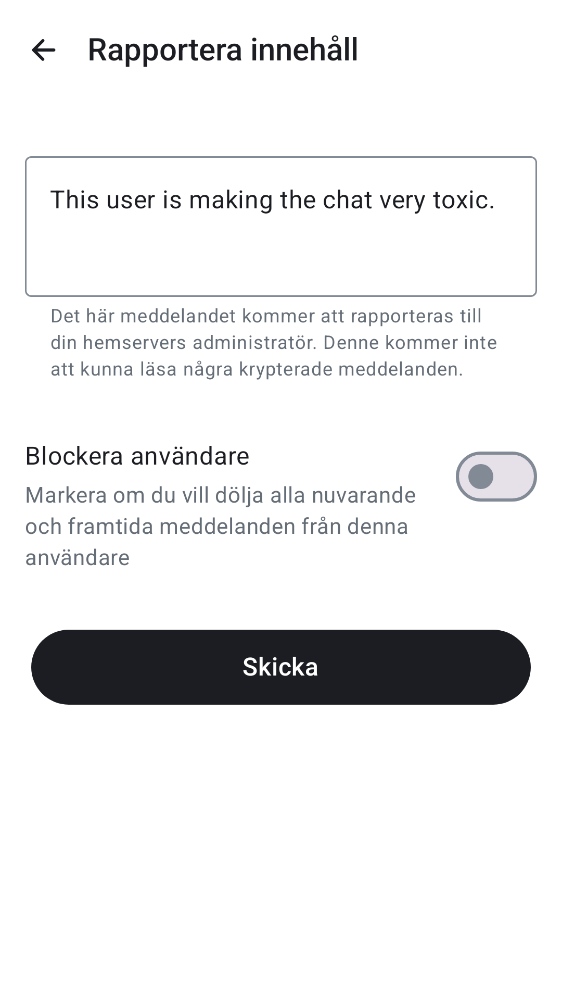 Rapportera innehåll
This user is making the chat very toxic.
Det här meddelandet kommer att rapporteras till
din hemservers administratör. Denne kommer inte
att kunna läsa några krypterade meddelanden.
Blockera användare
Markera om du vill dölja alla nuvarande
och framtida meddelanden från denna
användare
Skicka